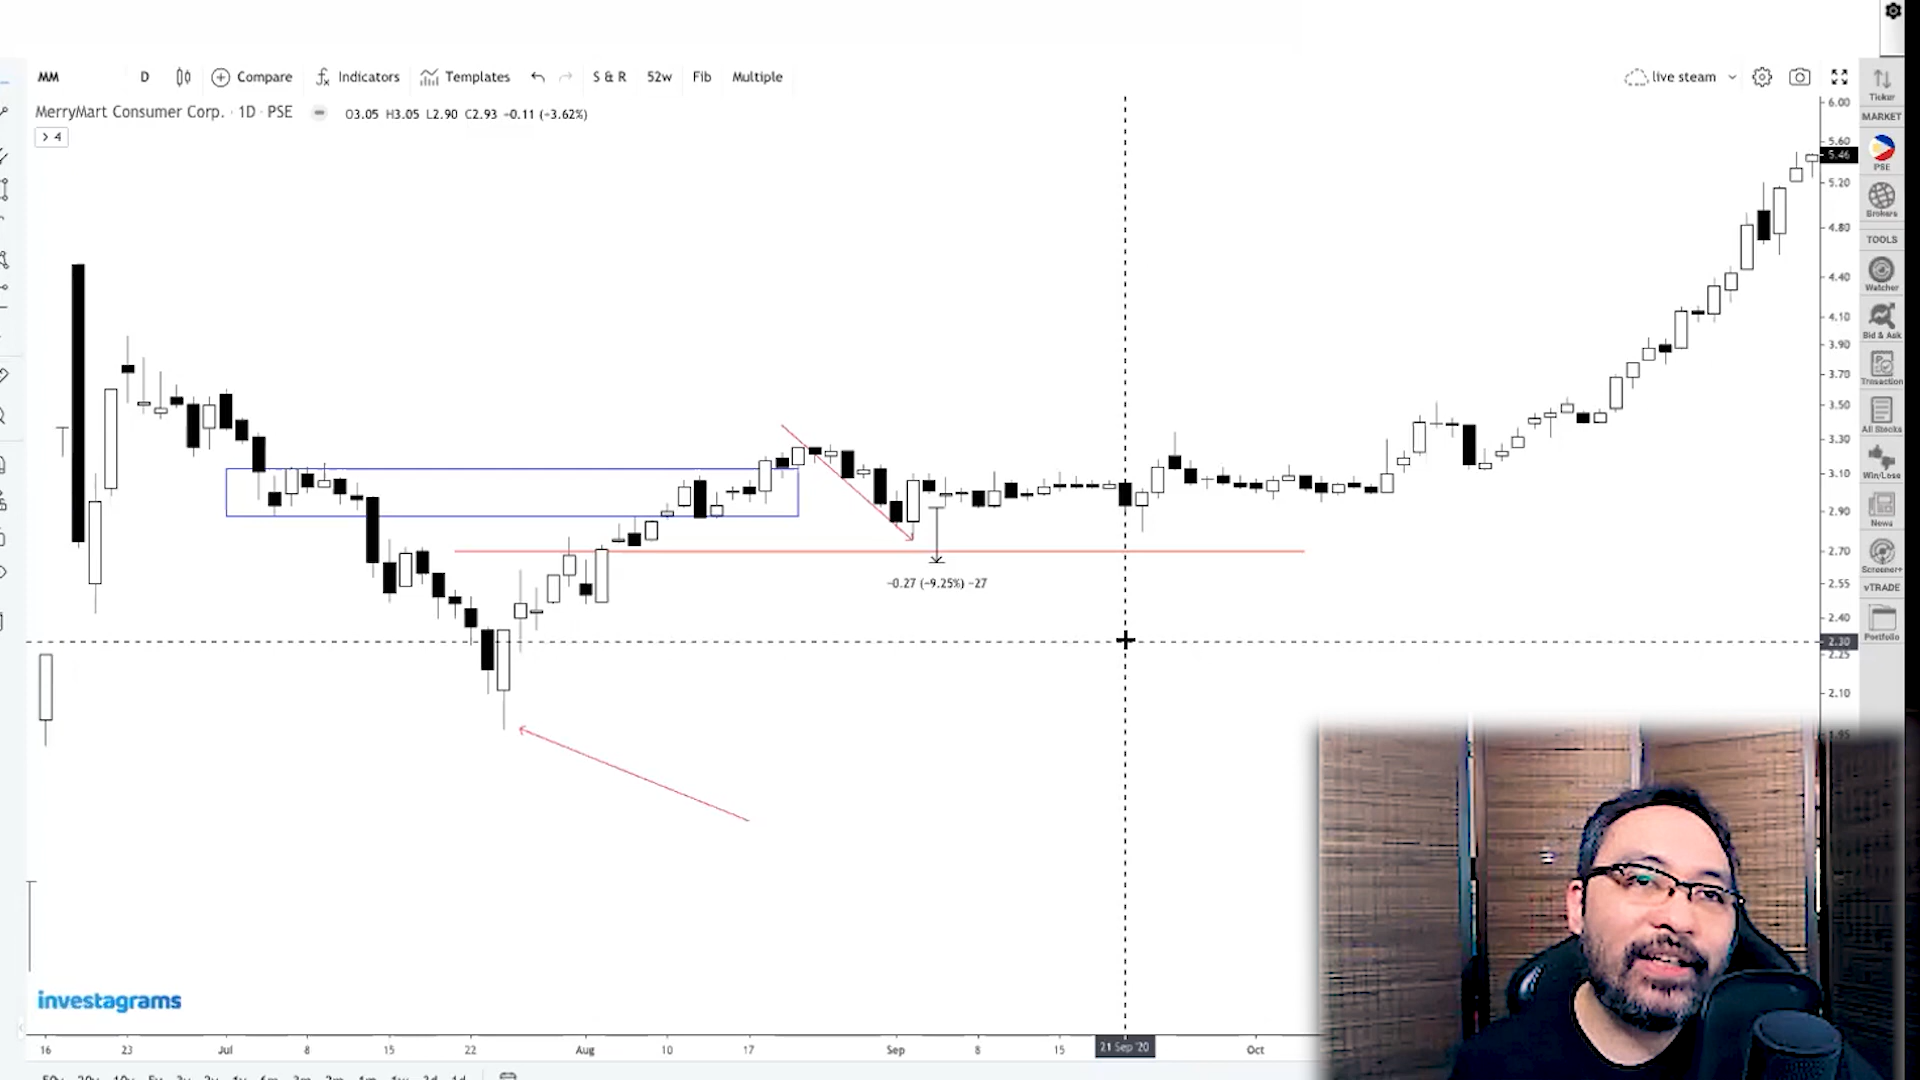 MM D Compare Indicators Templates S & R 52w Fib Multiple live steam
MerryMart Consumer Corp. · 1D · PSE O3.05 H3.05 L2.90 C2.93 −0.11 (−3.62%)
> 4
6.00
5.60
5.46
5.20
4.80
4.40
4.10
3.90
3.70
3.50
3.30
3.10
2.90
2.70
2.55
2.40
2.30
2.25
2.10
1.95
−0.27 (−9.25%) −27
Ticker
MARKET
PSE
Brokers
TOOLS
Watcher
Bid & Ask
Trasaction
All Stocks
Win/Lose
News
Screener+
vTRADE
Portfolio
investagrams
16 23 Jul 8 15 22 Aug 10 17 Sep 8 15 21 Sep '20 Oct